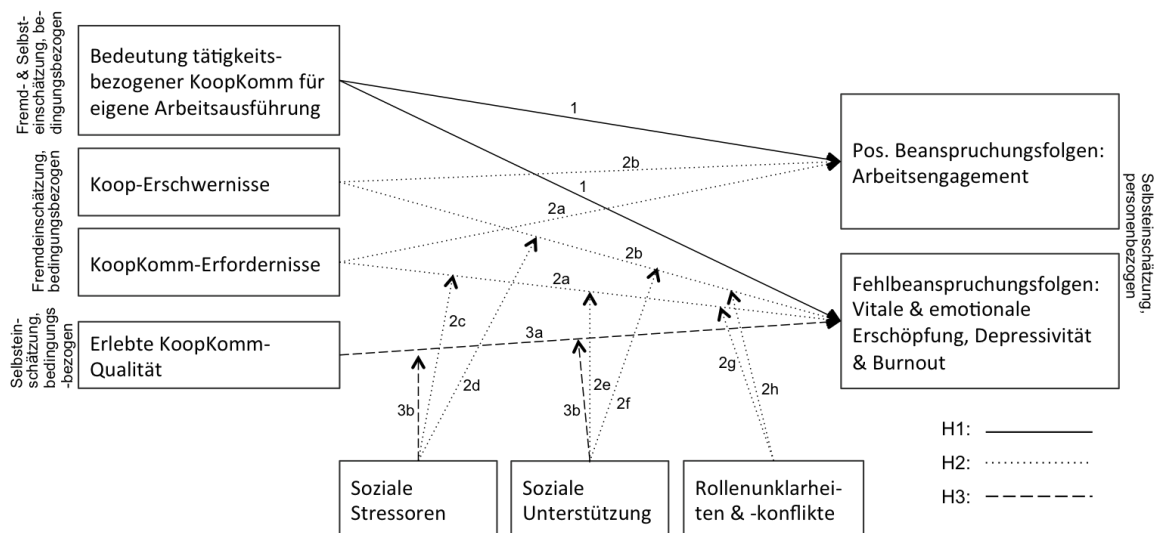 Fremd- & Selbst-
einschätzung, be-
dingungsbezogen
Bedeutung tätigkeits-
bezogener KoopKomm für
eigene Arbeitsausführung
Fremdeinschätzung,
bedingungsbezogen
Koop-Erschwernisse
KoopKomm-Erfordernisse
Selbstein-
schätzung,
bedingungs
-bezogen
Erlebte KoopKomm-
Qualität
1
2b
1
2a
2b
2a
2c
3a
2d
2e
2f
2g
2h
3b
3b
Pos. Beanspruchungsfolgen:
Arbeitsengagement
Fehlbeanspruchungsfolgen:
Vitale & emotionale
Erschöpfung, Depressivität
& Burnout
Selbsteinschätzung,
personenbezogen
Soziale
Stressoren
Soziale
Unterstützung
Rollenunklarhei-
ten & -konflikte
H1:
H2:
H3: